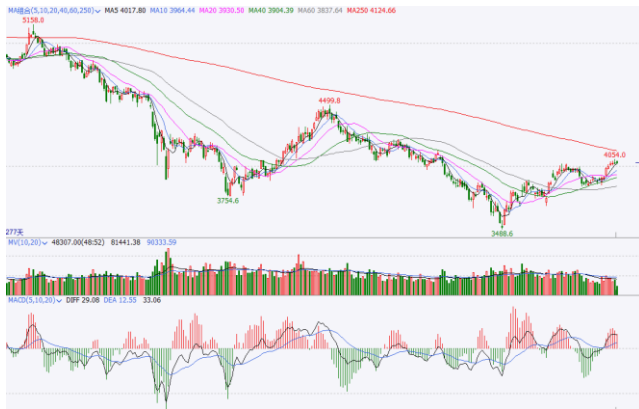 MA组合(5,10,20,40,60,250) MA5 4017.80 MA10 3964.44 MA20 3930.50 MA40 3904.39 MA60 3837.64 MA250 4124.66
5158.0
4499.8
4054.0
3754.6
3488.6
277天
MV(10,20) 48307.00(48:52) 81441.38 90333.59
MACD(5,10,20) DIFF 29.08 DEA 12.55 33.06